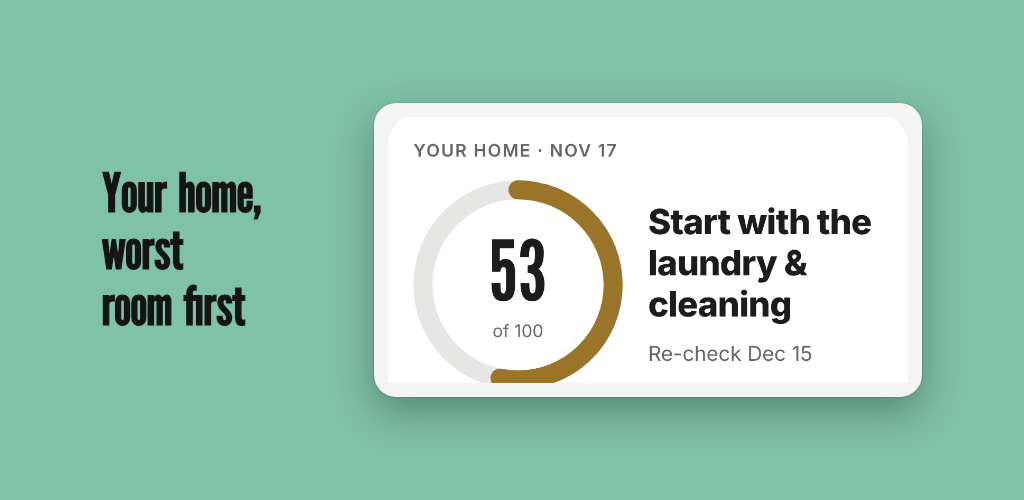 Your home,
worst
room first
YOUR HOME · NOV 17
53
of 100
Start with the
laundry &
cleaning
Re-check Dec 15